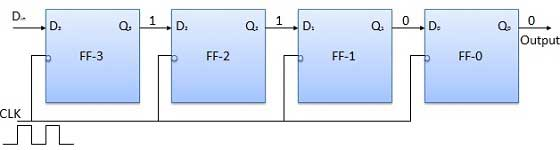 Dᵢₙ D₃ Q₃ 1 D₂ Q₂ 1 D₁ Q₁ 0 D₀ Q₀ 0
Output
FF-3 FF-2 FF-1 FF-0
CLK